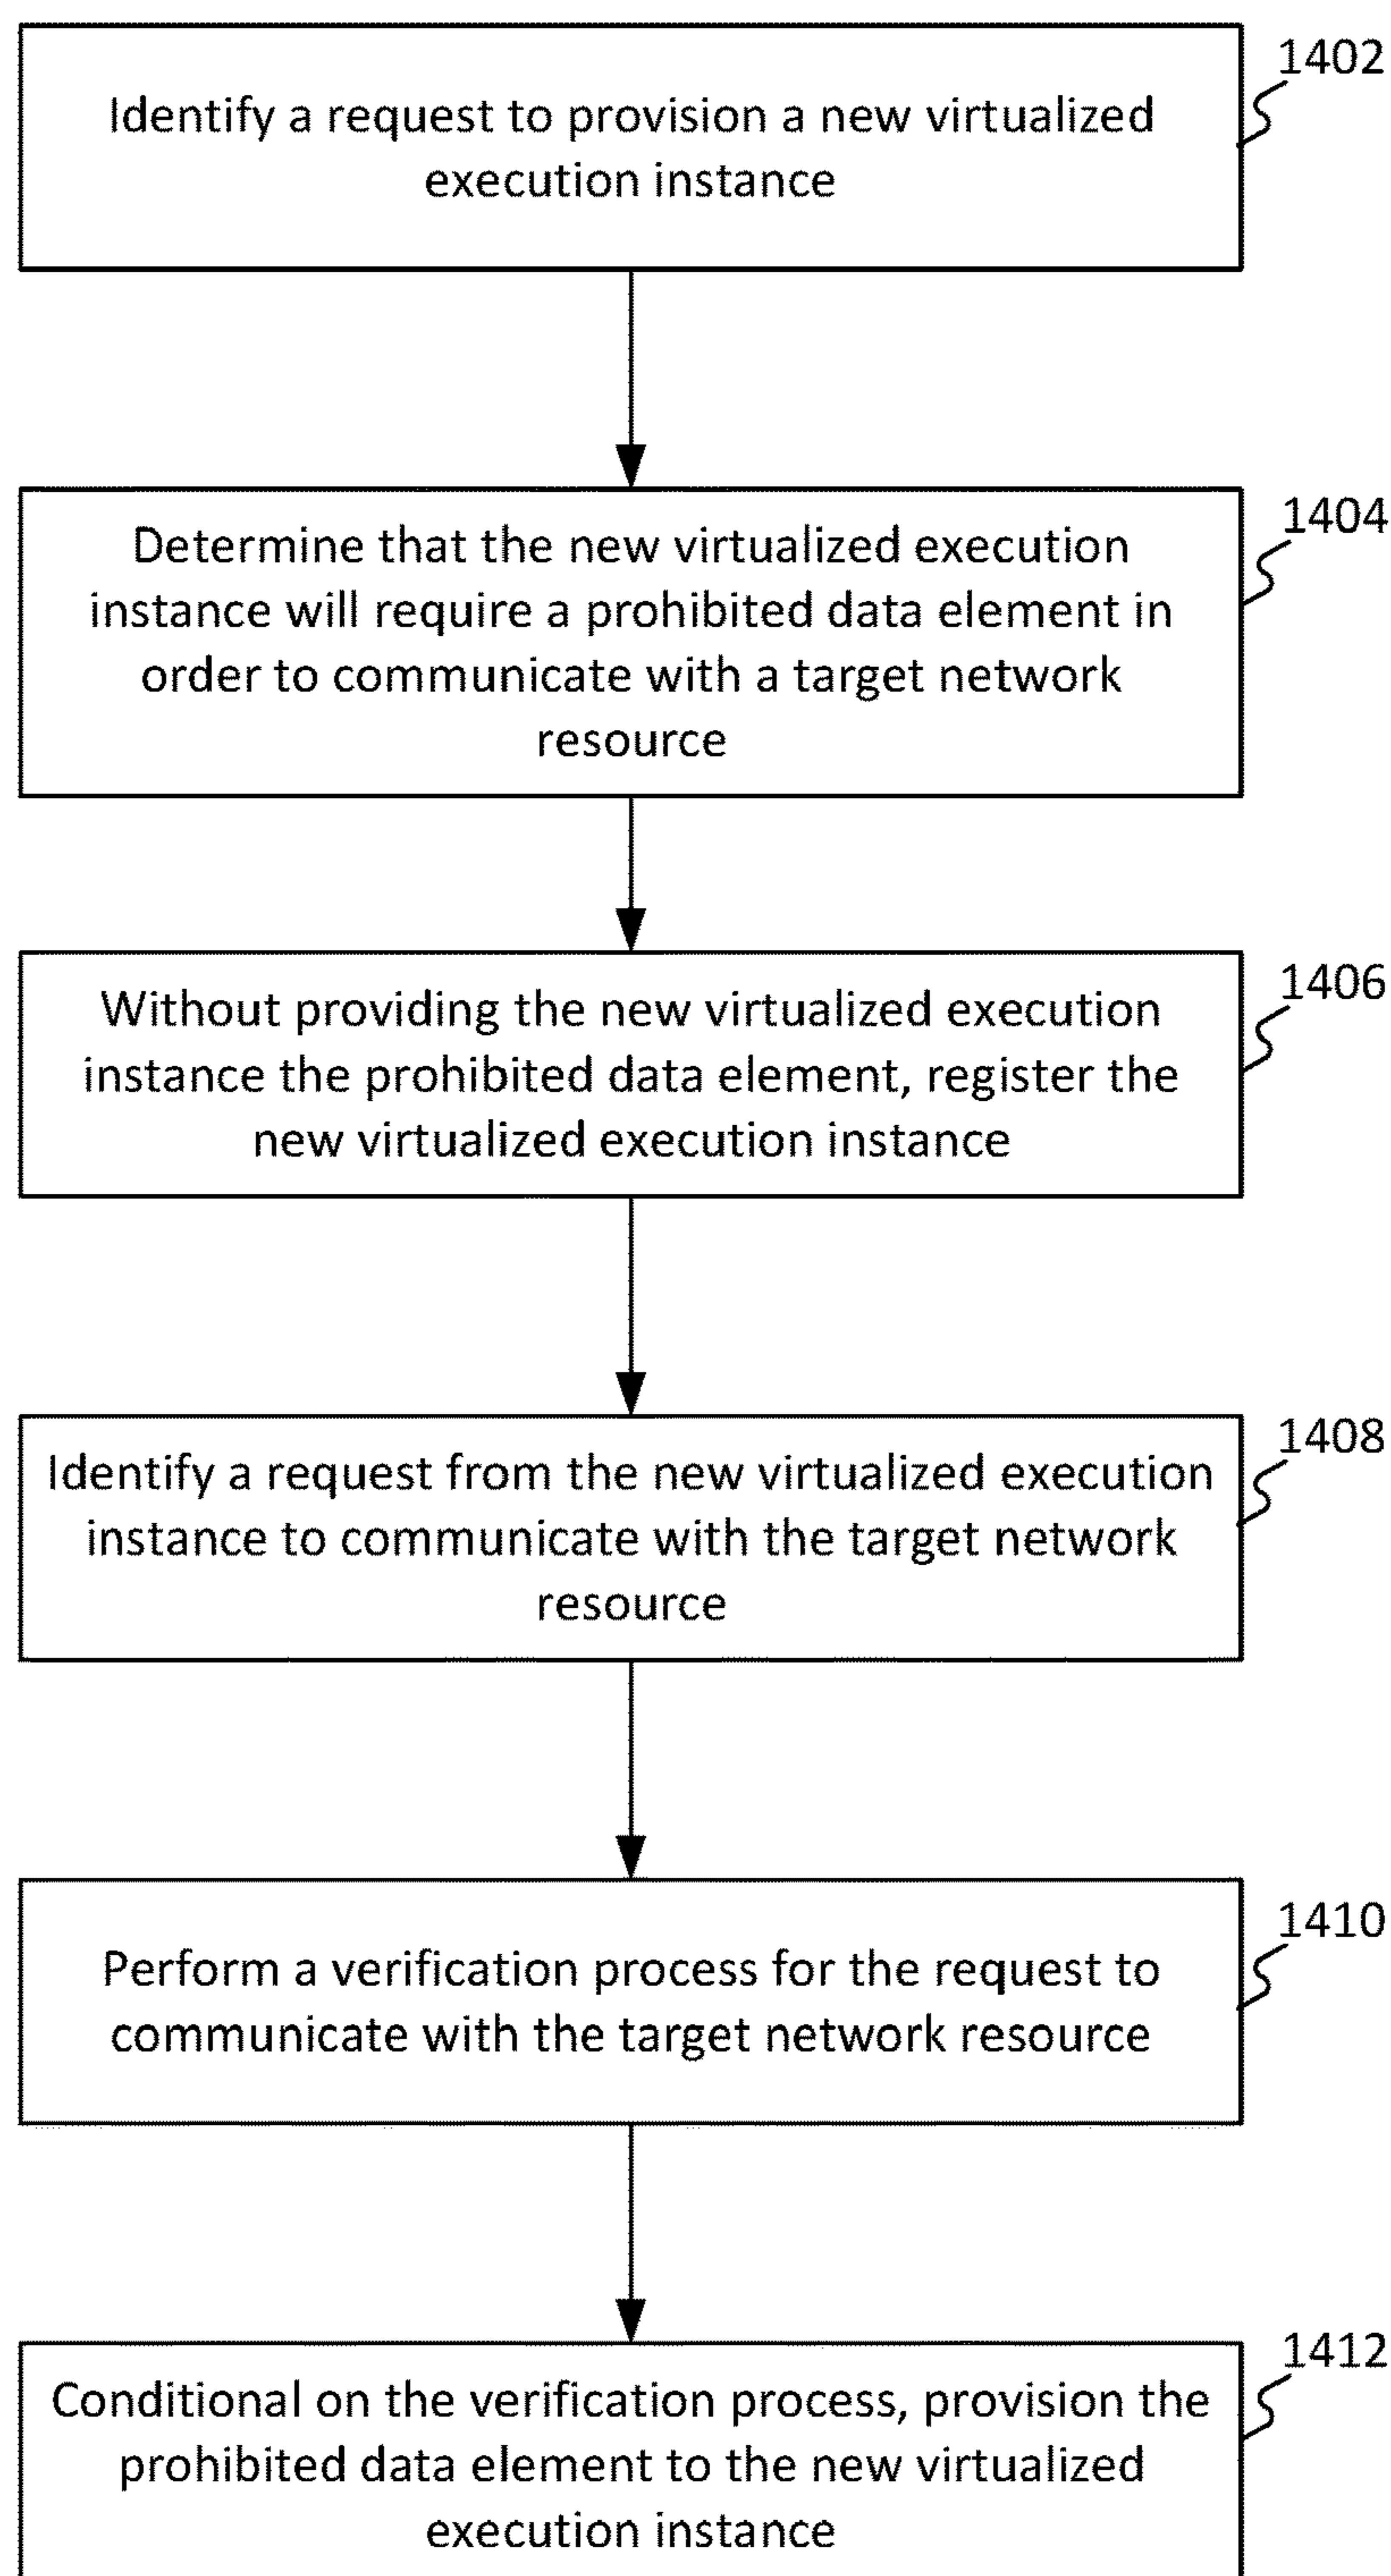 1402
Identify a request to provision a new virtualized
execution instance
1404
Determine that the new virtualized execution
instance will require a prohibited data element in
order to communicate with a target network
resource
1406
Without providing the new virtualized execution
instance the prohibited data element, register the
new virtualized execution instance
1408
Identify a request from the new virtualized execution
instance to communicate with the target network
resource
1410
Perform a verification process for the request to
communicate with the target network resource
1412
Conditional on the verification process, provision the
prohibited data element to the new virtualized
execution instance